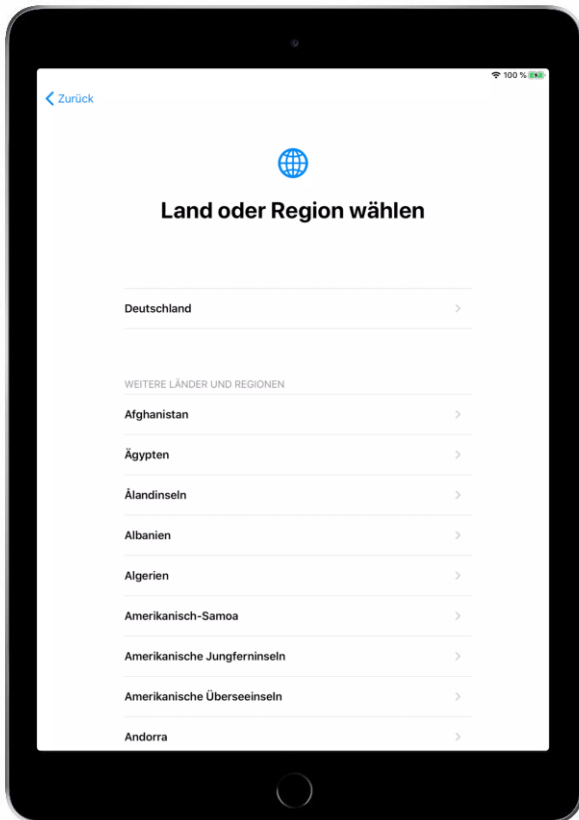 100 %
Zurück
Land oder Region wählen
Deutschland
WEITERE LÄNDER UND REGIONEN
Afghanistan
Ägypten
Ålandinseln
Albanien
Algerien
Amerikanisch-Samoa
Amerikanische Jungferninseln
Amerikanische Überseeinseln
Andorra